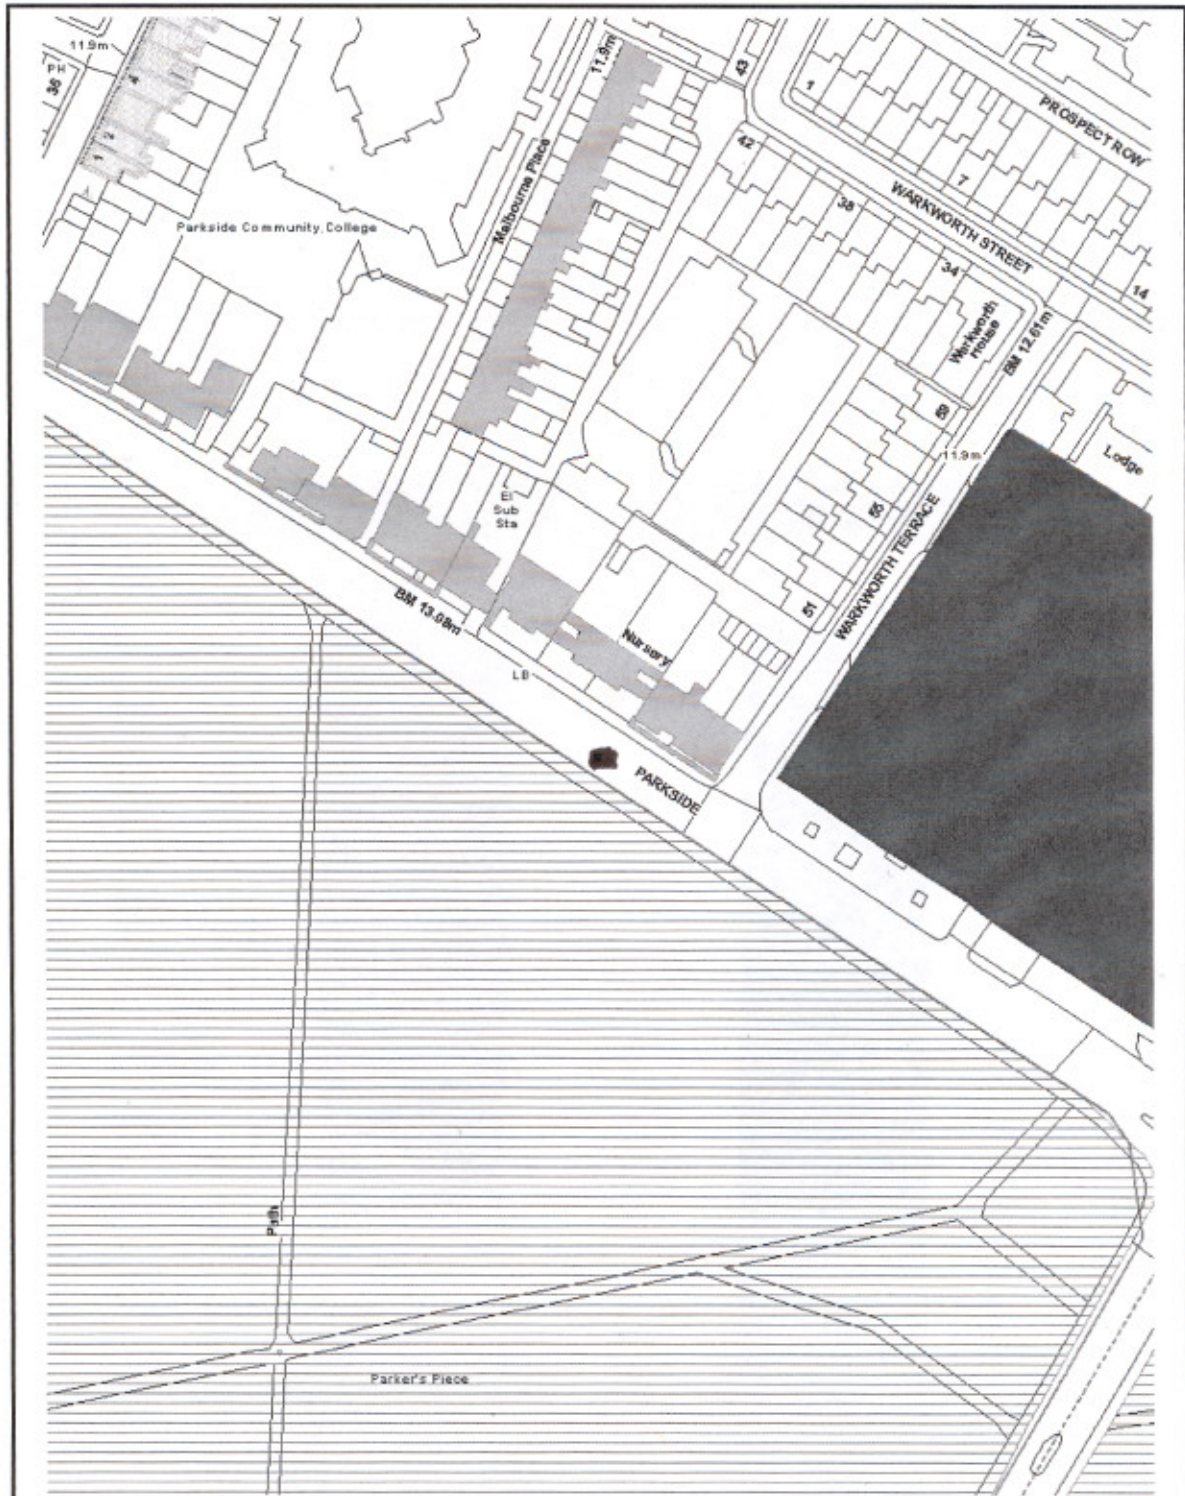 11.9m
PH
36
4
2
1
Parkside Community College
Melbourne Place
11.9m
43
1
PROSPECT ROW
42
38
7
WARKWORTH STREET
34
14
Warkworth
House
BM 12.61m
59
Lodge
11.9m
El
Sub
Sta
55
WARKWORTH TERRACE
51
BM 13.08m
Nursery
LB
PARKSIDE
Path
Parker's Piece